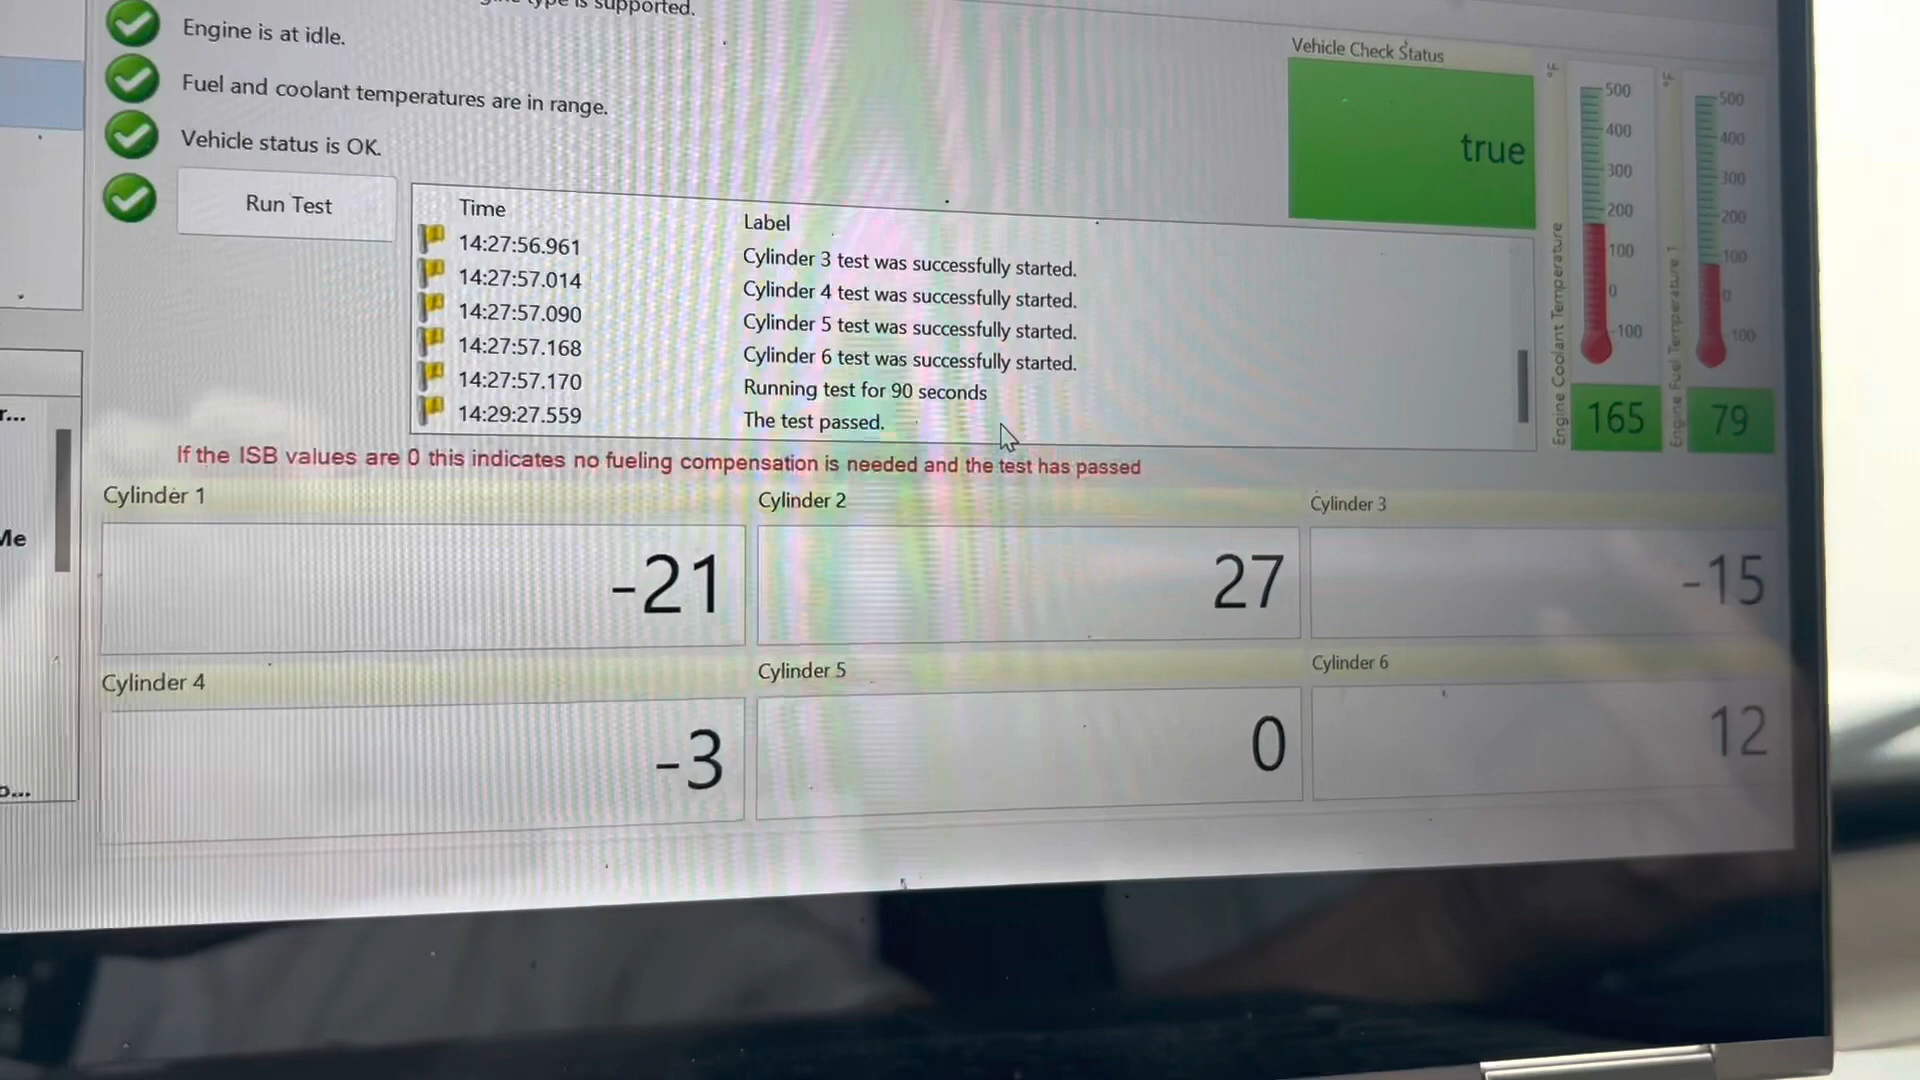 type is supported.
Engine is at idle.
Fuel and coolant temperatures are in range.
Vehicle status is OK.
Run Test
Time Label
14:27:56.961 Cylinder 3 test was successfully started.
14:27:57.014 Cylinder 4 test was successfully started.
14:27:57.090 Cylinder 5 test was successfully started.
14:27:57.168 Cylinder 6 test was successfully started.
14:27:57.170 Running test for 90 seconds
14:29:27.559 The test passed.
Vehicle Check Status
true
°F
500
400
300
200
100
0
-100
Engine Coolant Temperature
165
°F
500
400
300
200
100
0
-100
Engine Fuel Temperature 1
79
r...
Me
o...
If the ISB values are 0 this indicates no fueling compensation is needed and the test has passed
Cylinder 1 Cylinder 2 Cylinder 3
-21 27 -15
Cylinder 4 Cylinder 5 Cylinder 6
-3 0 12